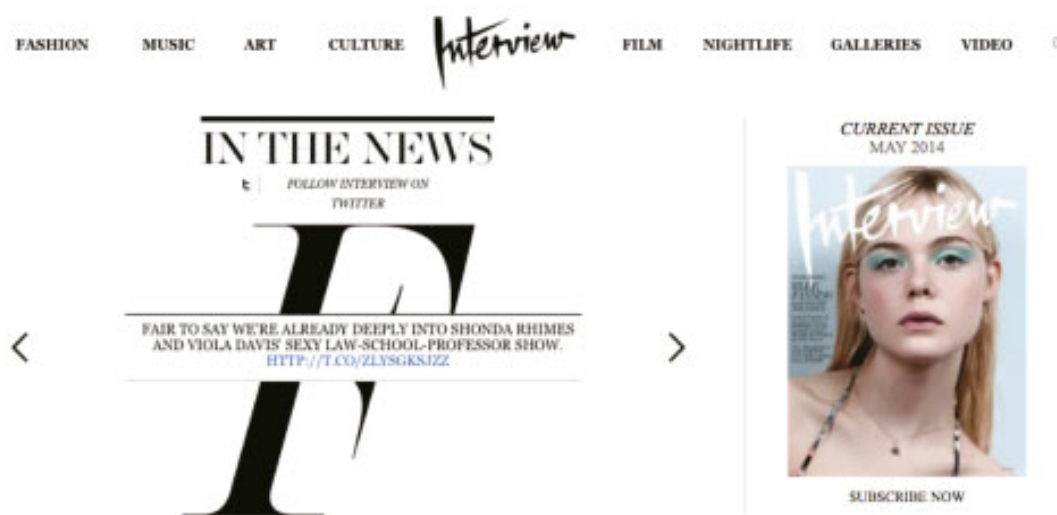 FASHION MUSIC ART CULTURE Interview FILM NIGHTLIFE GALLERIES VIDEO
IN THE NEWS
t FOLLOW INTERVIEW ON
TWITTER
F
FAIR TO SAY WE'RE ALREADY DEEPLY INTO SHONDA RHIMES
AND VIOLA DAVIS' SEXY LAW-SCHOOL-PROFESSOR SHOW.
HTTP://T.CO/ZLYSGKSJZZ
CURRENT ISSUE
MAY 2014
Interview
SUBSCRIBE NOW